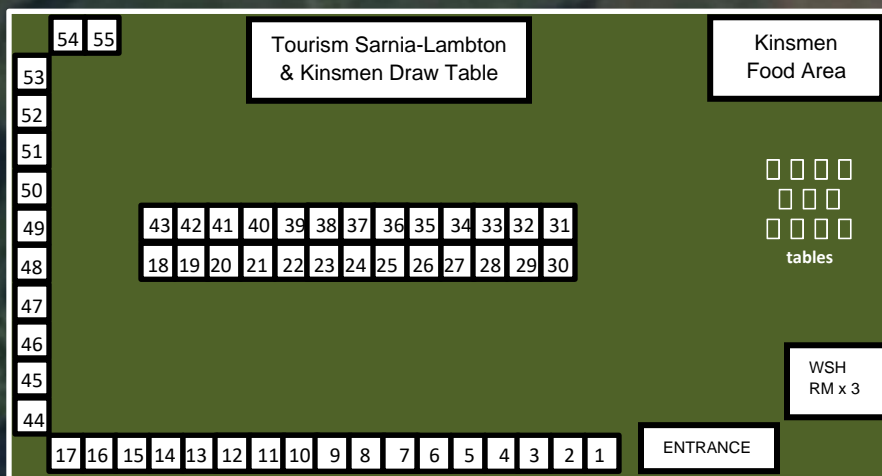 54 55
Tourism Sarnia-Lambton
& Kinsmen Draw Table
Kinsmen
Food Area
53
52
51
50
49
48
47
46
45
44
43 42 41 40 39 38 37 36 35 34 33 32 31
18 19 20 21 22 23 24 25 26 27 28 29 30
tables
WSH
RM x 3
17 16 15 14 13 12 11 10 9 8 7 6 5 4 3 2 1
ENTRANCE